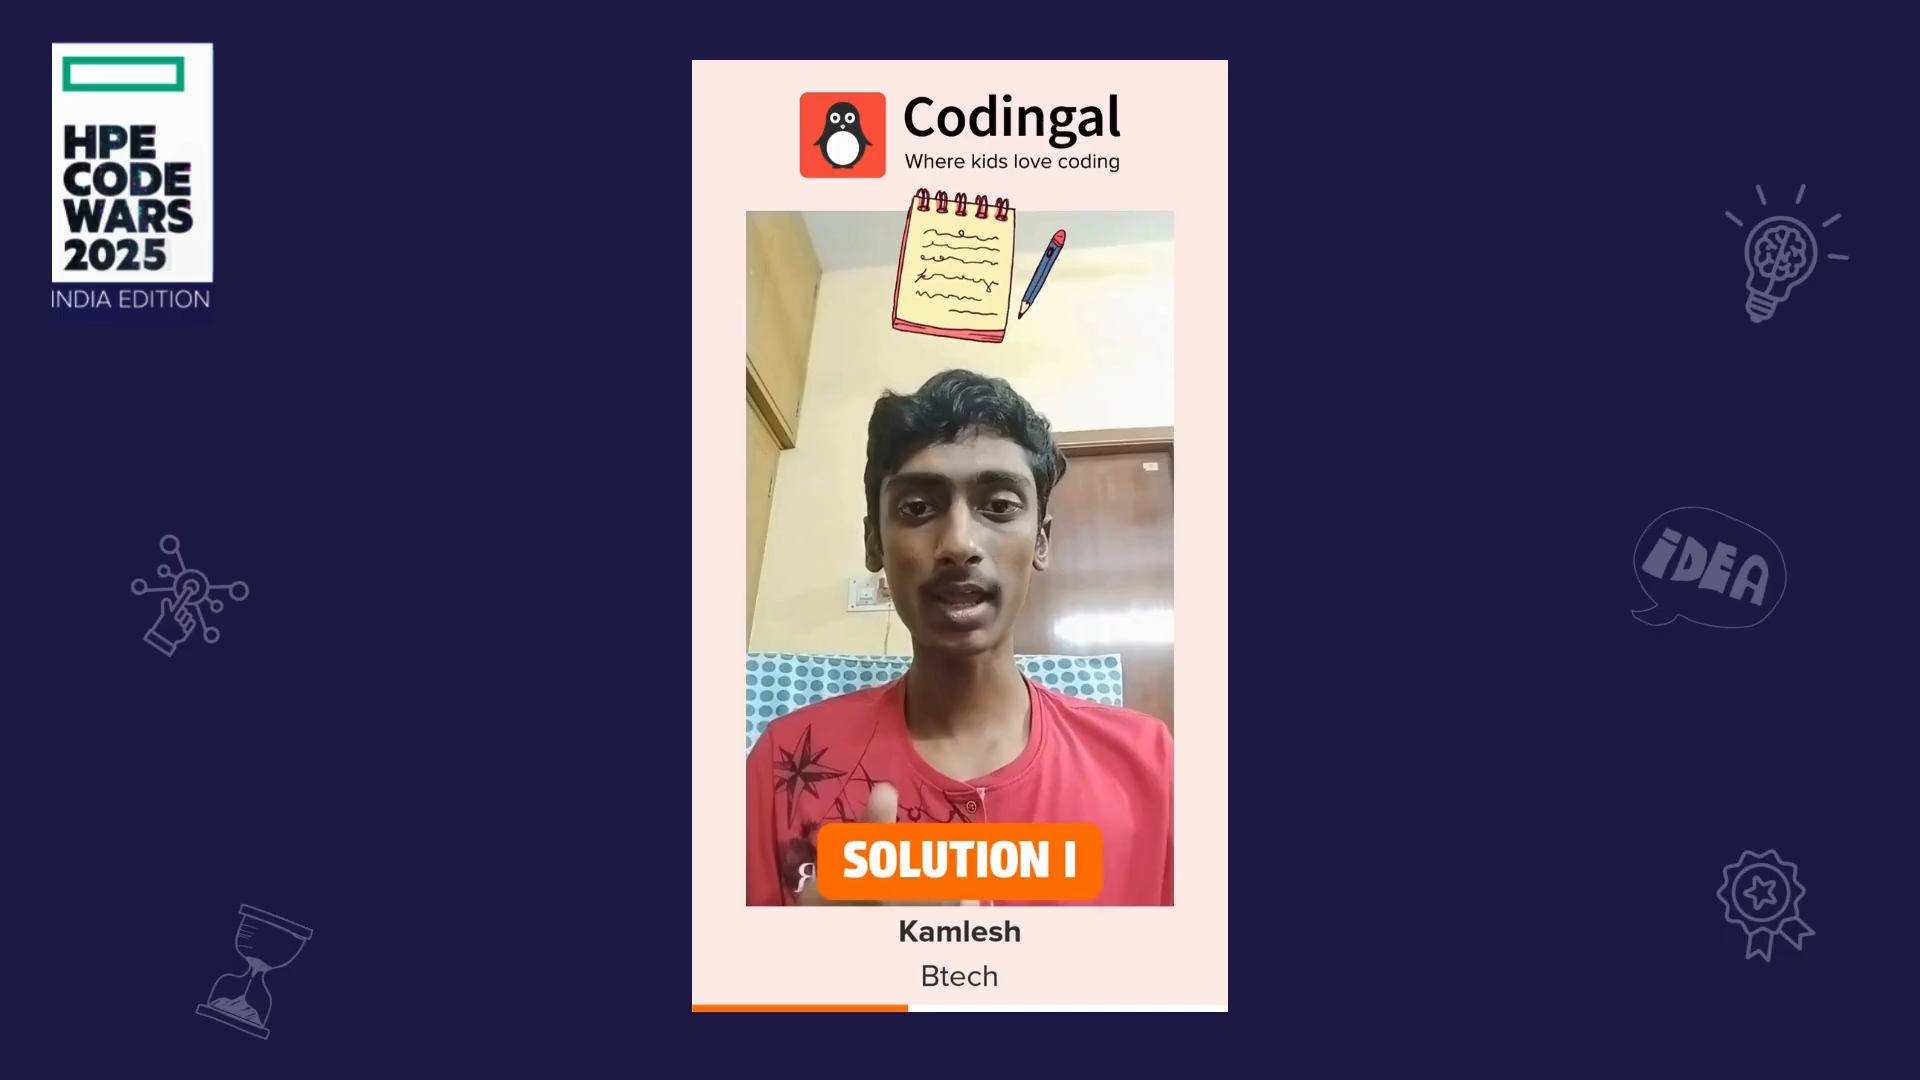 HPE
CODE
WARS
2025
INDIA EDITION
Codingal
Where kids love coding
IDEA
SOLUTION I
Kamlesh
Btech